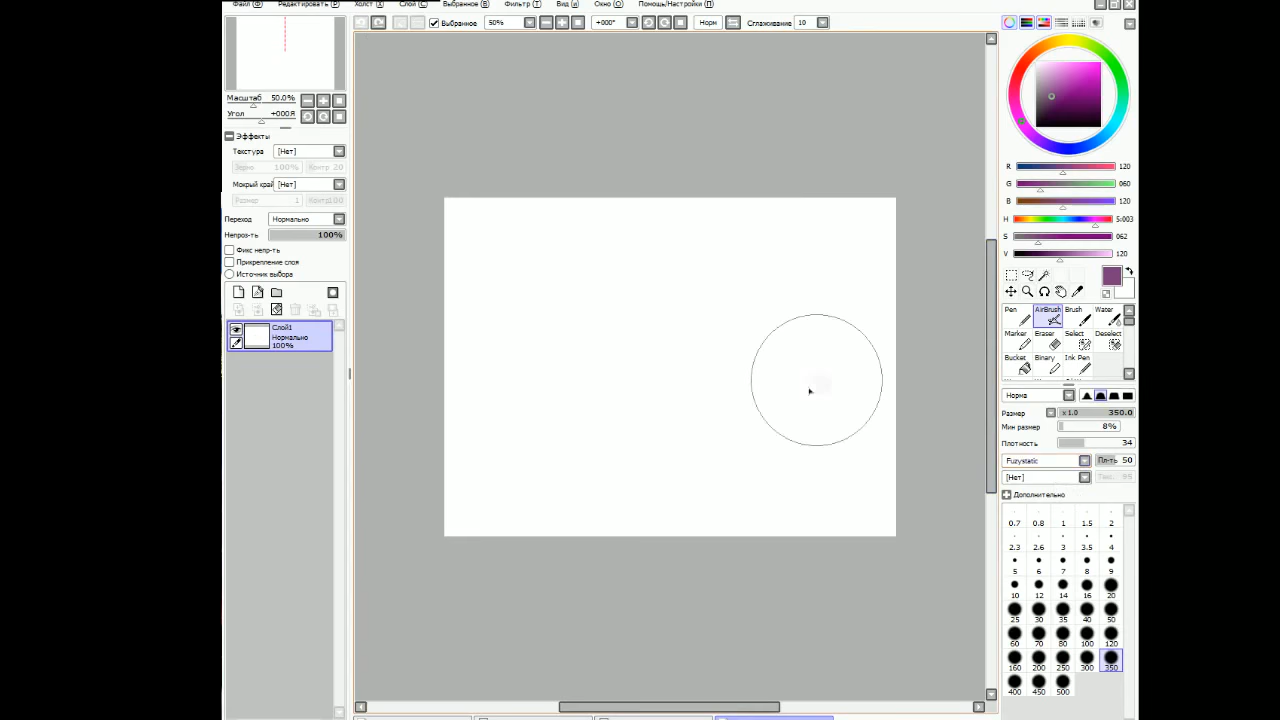 Файл (Ф) Редактировать (Р) Холст (Х) Слой (С) Выбранное (В) Фильтр (Т) Вид (И) Окно (О) Помощь/Настройки (П)
Выбранное 50% +000° Норм Сглаживание 10
Масштаб 50.0%
Угол +000Я
Эффекты
Текстура [Нет]
Зерно 100% Контр 20
Мокрый край [Нет]
Размер 1 Контр100
Переход Нормально
Непроз-ть 100%
Фикс непр-ть
Прикрепление слоя
Источник выбора
Слой1
Нормально
100%
R 120
G 060
B 120
H 5:003
S 062
V 120
Pen AirBrush Brush Water
Marker Eraser Select Deselect
Bucket Binary Ink Pen
Норма
Размер x 1.0 350.0
Мин размер 8%
Плотность 34
Fuzystatic Пл-ть 50
[Нет]
Дополнительно
0.7 0.8 1 1.5 2
2.3 2.6 3 3.5 4
5 6 7 8 9
10 12 14 16 20
25 30 35 40 50
60 70 80 100 120
160 200 250 300 350
400 450 500